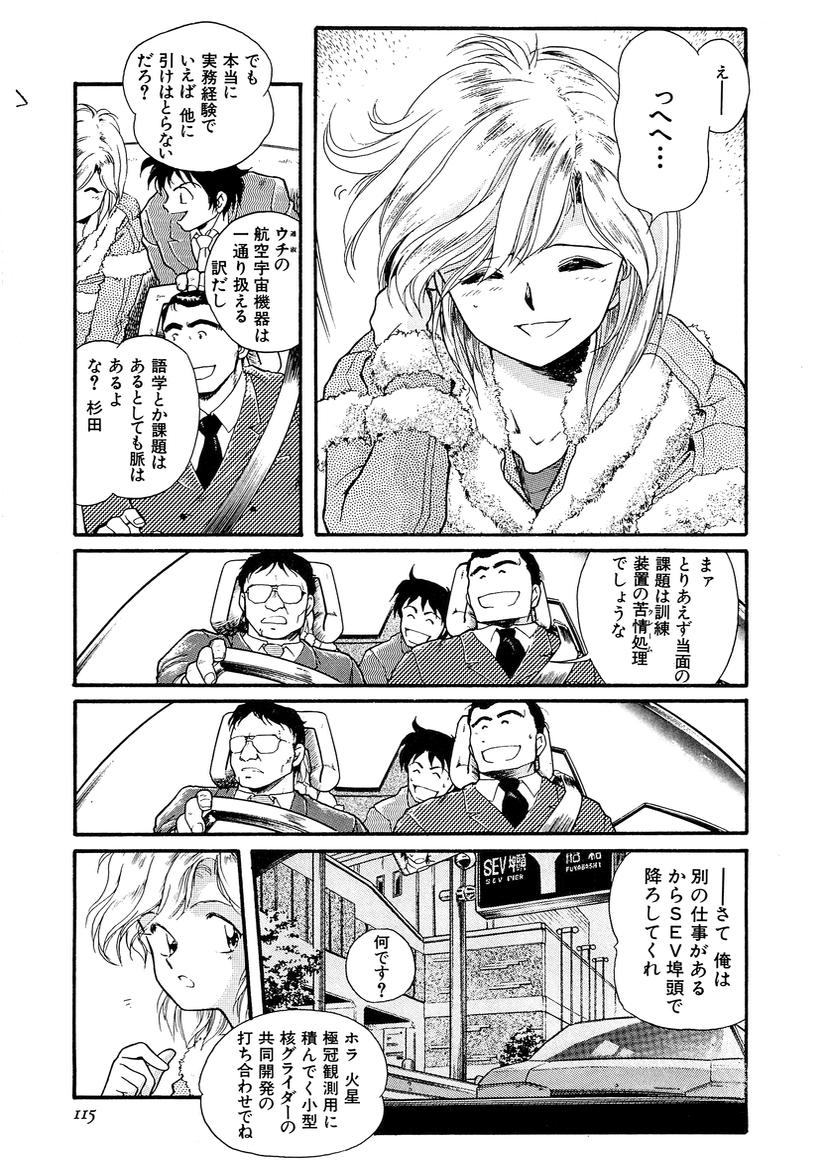 えー
っへへ…
でも
本当に
実務経験で
いえば 他に
引けはとらない
だろ?
ウチの
通称
航空宇宙機器は
一通り扱える
訳だし
語学とか課題は
あるとしても脈は
あるよ
な? 杉田
まァ
とりあえず当面の
課題は訓練
装置の苦情処理
でしょうな
──さて 俺は
別の仕事がある
からSEV埠頭で
降ろしてくれ
SEV埠頭
SEV PIER
船橋
FUNABASHI
何です?
ホラ 火星
極冠観測用に
積んでく小型
核グライダーの
共同開発の
打ち合わせでね
115